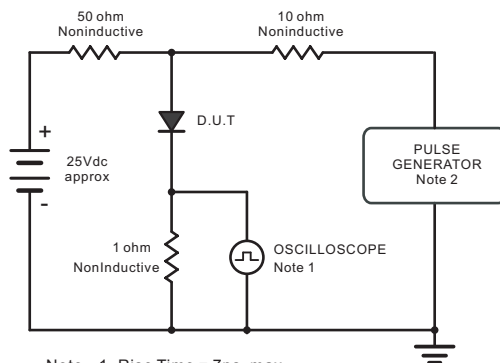 50 ohm
Noninductive
10 ohm
Noninductive
D.U.T
+
25Vdc
approx
-
PULSE
GENERATOR
Note 2
1 ohm
NonInductive
OSCILLOSCOPE
Note 1